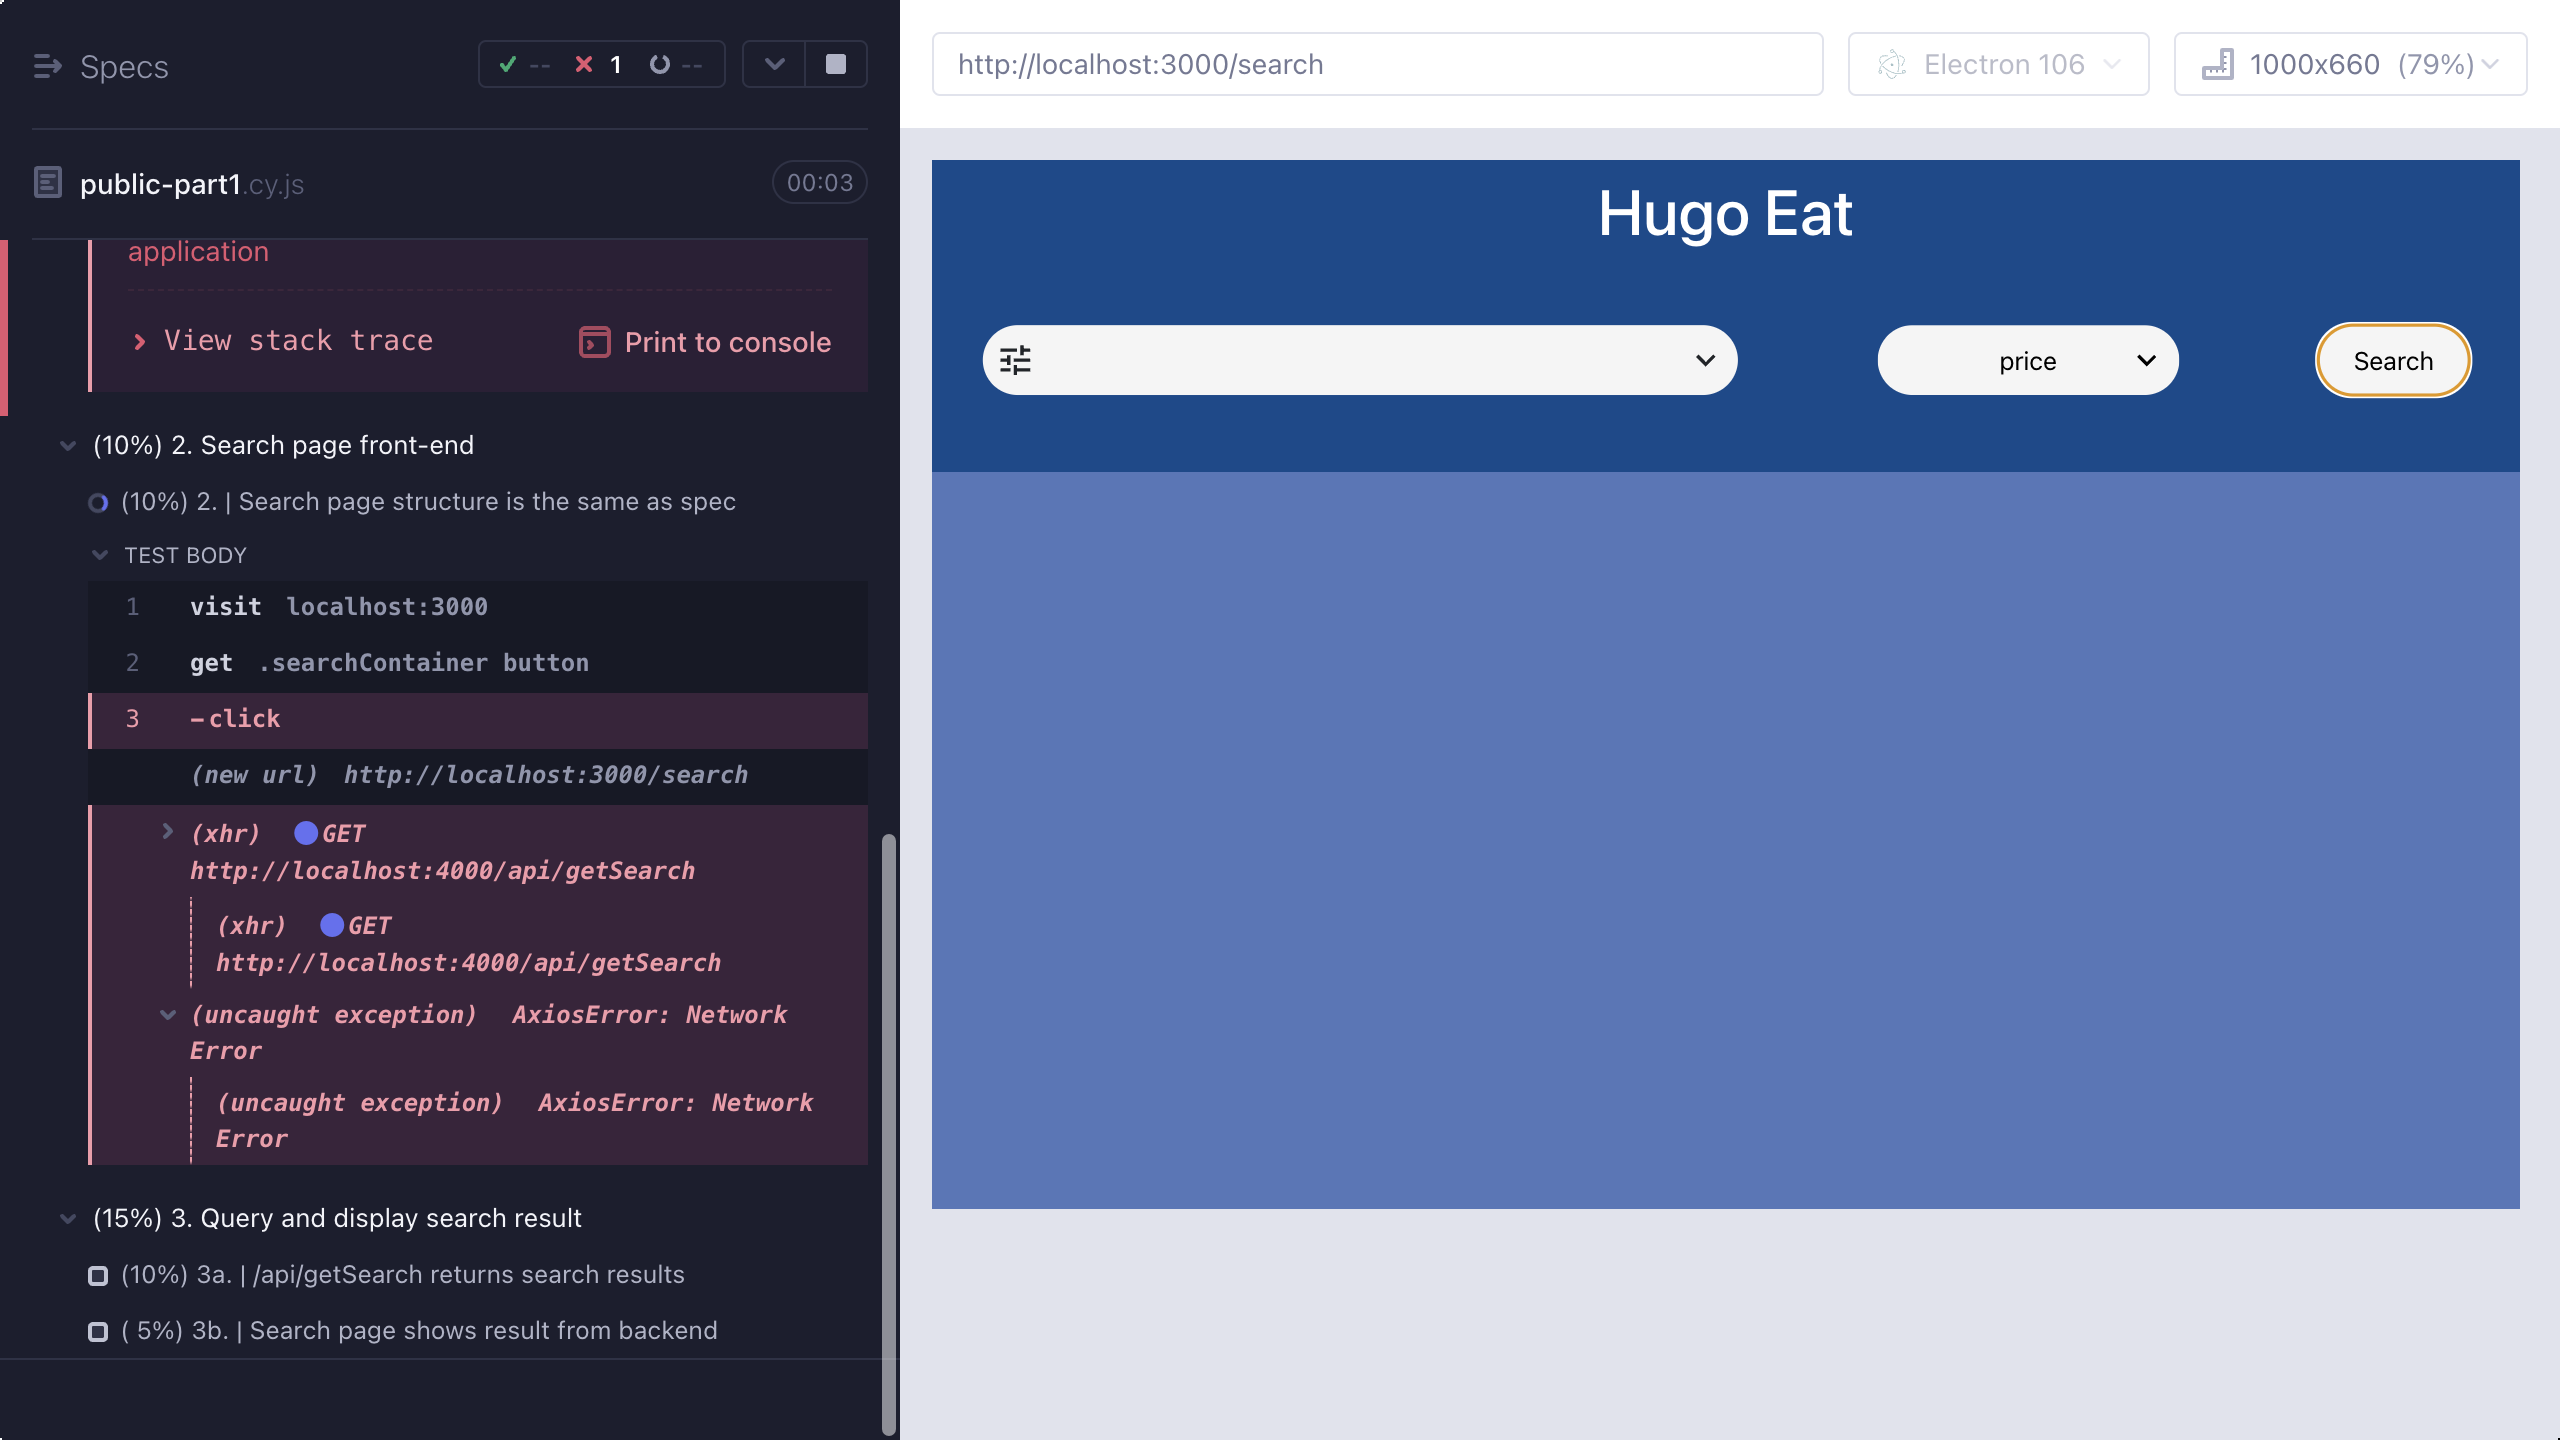 Specs
-- 1 --
public-part1.cy.js
00:03
application
View stack trace
Print to console
(10%) 2. Search page front-end
(10%) 2. | Search page structure is the same as spec
TEST BODY
1 visit localhost:3000
2 get .searchContainer button
3 -click
(new url) http://localhost:3000/search
(xhr) GET
http://localhost:4000/api/getSearch
(xhr) GET
http://localhost:4000/api/getSearch
(uncaught exception) AxiosError: Network
Error
(uncaught exception) AxiosError: Network
Error
(15%) 3. Query and display search result
(10%) 3a. | /api/getSearch returns search results
( 5%) 3b. | Search page shows result from backend
http://localhost:3000/search
Electron 106
1000x660 (79%)
Hugo Eat
price
Search